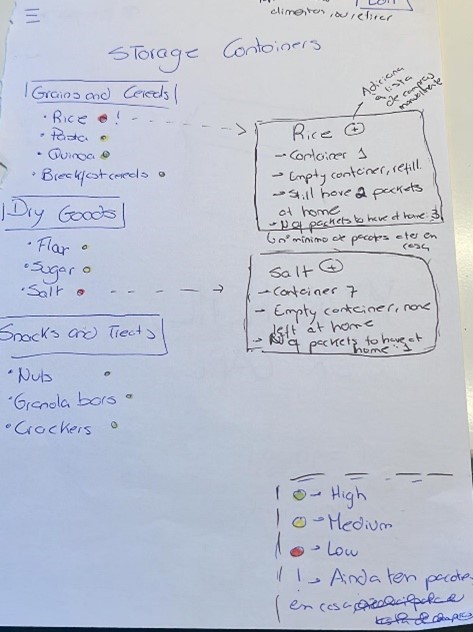 alimentos, ou retirar
Storage Containers
Grains and Cereals
• Rice • !
• Pasta
• Quinoa
• Breakfast cereals
Dry Goods
• Flar
• Sugar
• Salt
Snacks and Treats
• Nuts
• Granola bars
• Crackers
Adiciona
à lista
de compras
manualmente
Rice +
→ Container 1
→ Empty container, refill.
→ Still have 2 packets
at home
→ Nº of packets to have at home: 3
(nº mínimo de pacotes a ter em
casa
Salt +
→ Container 7
→ Empty container, none
left at home
→ Nº of packets to have at
home: 1
→ High
→ Medium
→ Low
! → Ainda tem pacotes
em casa